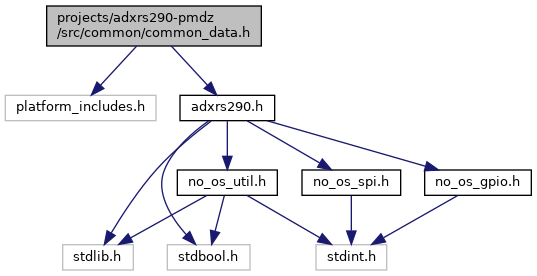 projects/adxrs290-pmdz
/src/common/common_data.h
platform_includes.h
adxrs290.h
no_os_util.h
no_os_spi.h
no_os_gpio.h
stdlib.h
stdbool.h
stdint.h